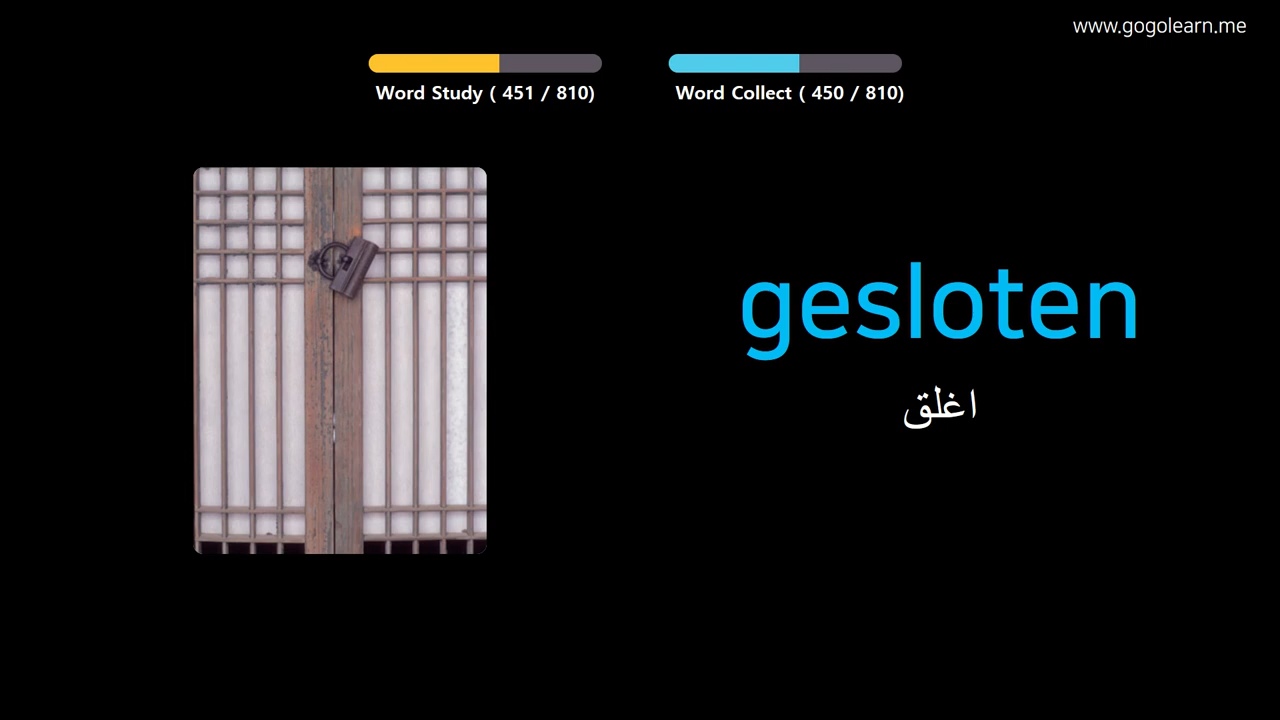 www.gogolearn.me
Word Study ( 451 / 810)
Word Collect ( 450 / 810)
gesloten
اغلق